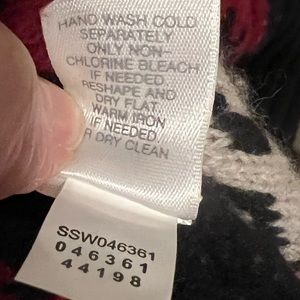 HAND WASH COLD
SEPARATELY
ONLY NON-
CHLORINE BLEACH
IF NEEDED.
RESHAPE AND
DRY FLAT.
WARM IRON
IF NEEDED
R DRY CLEAN
SSW046361
046361
44198